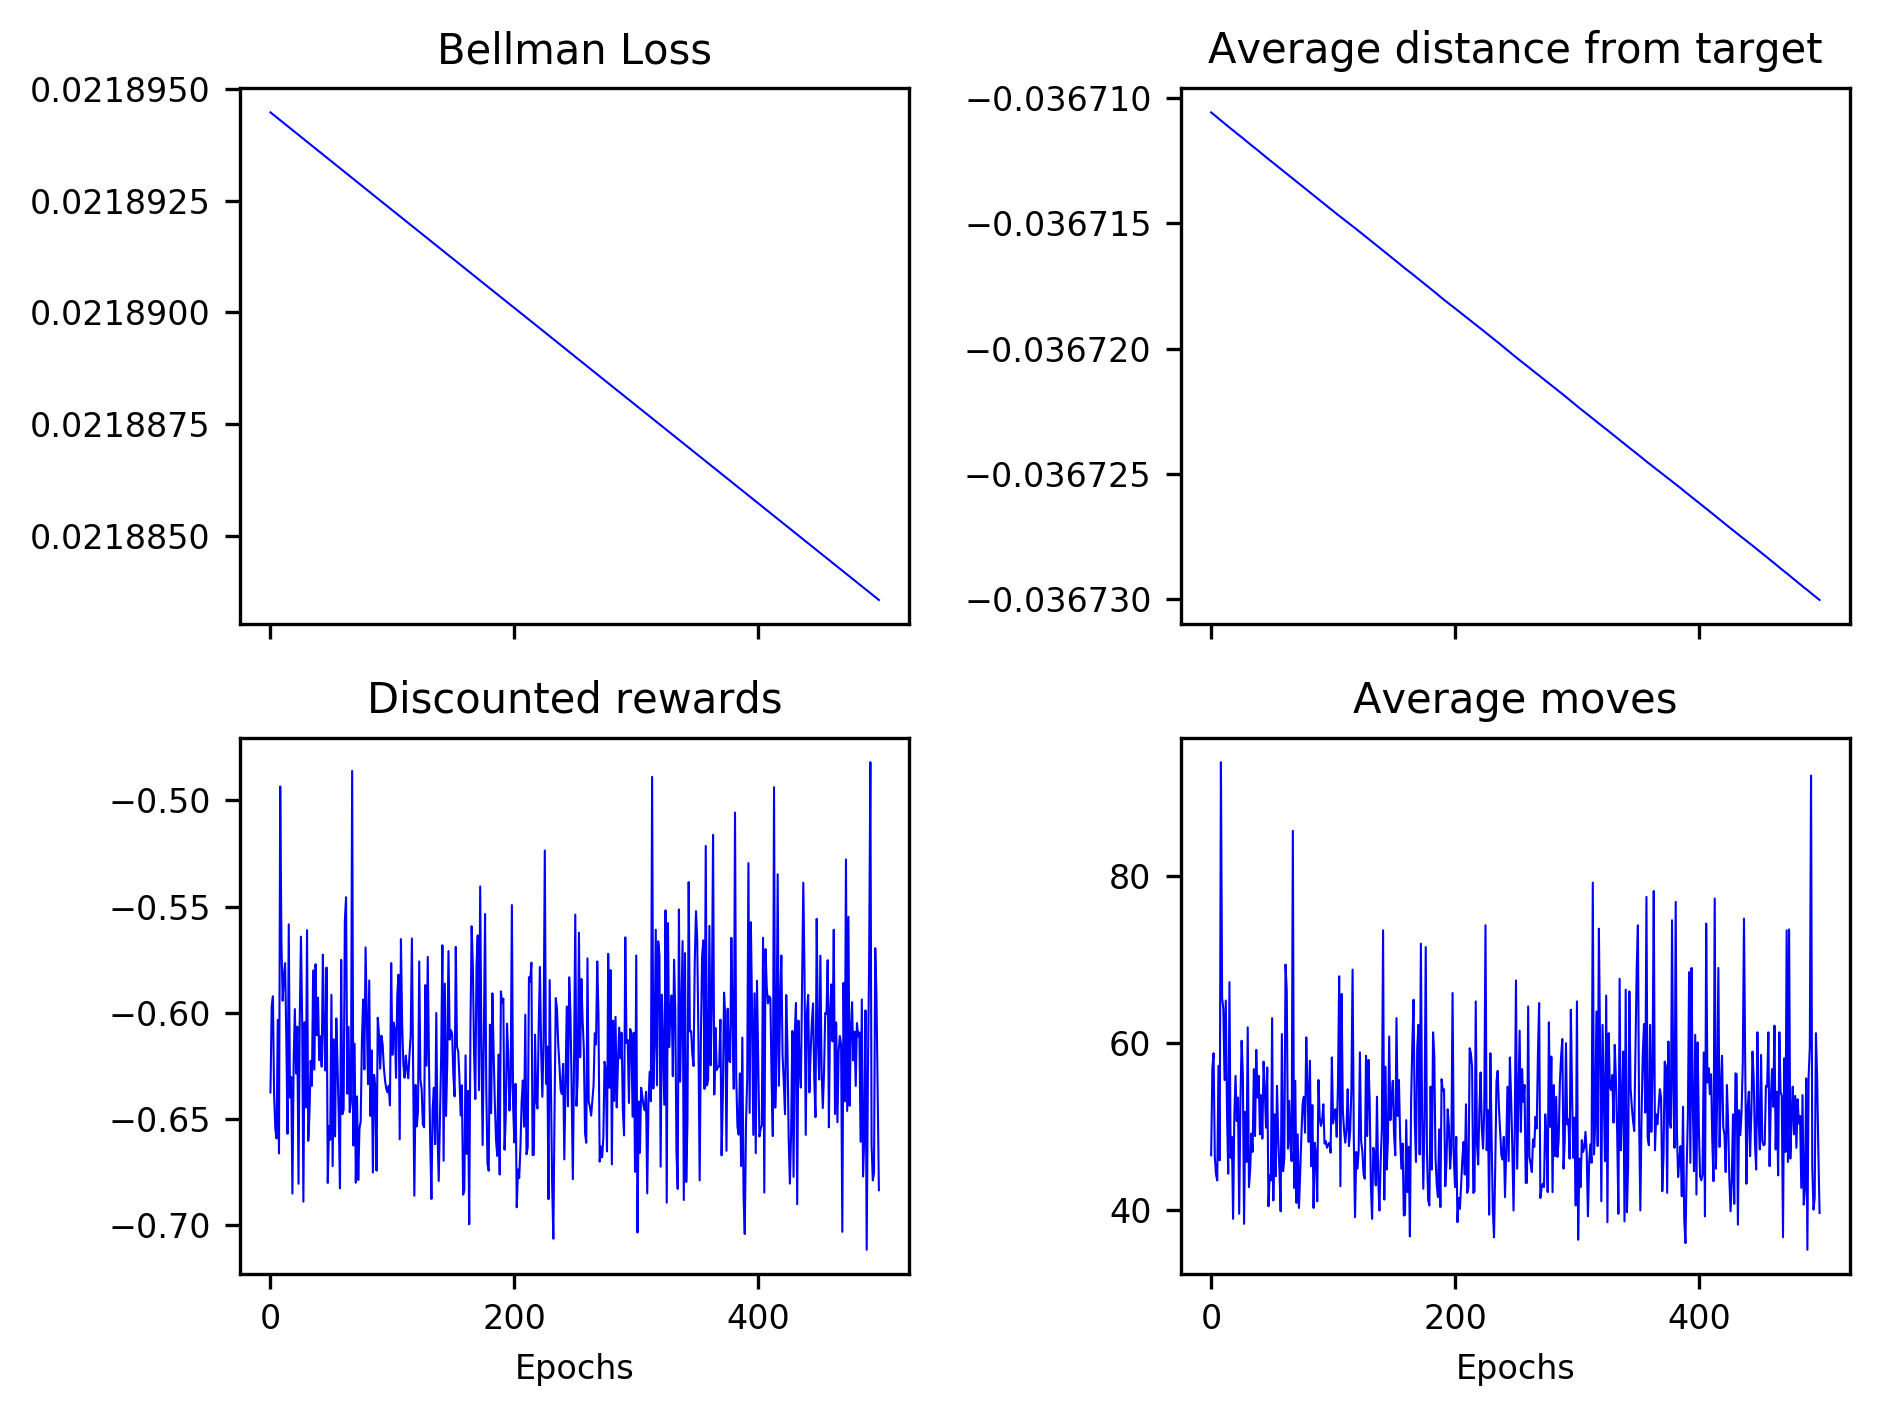 Bellman Loss
0.0218950
0.0218925
0.0218900
0.0218875
0.0218850
Average distance from target
−0.036710
−0.036715
−0.036720
−0.036725
−0.036730
Discounted rewards
−0.50
−0.55
−0.60
−0.65
−0.70
0 200 400
Epochs
Average moves
80
60
40
0 200 400
Epochs